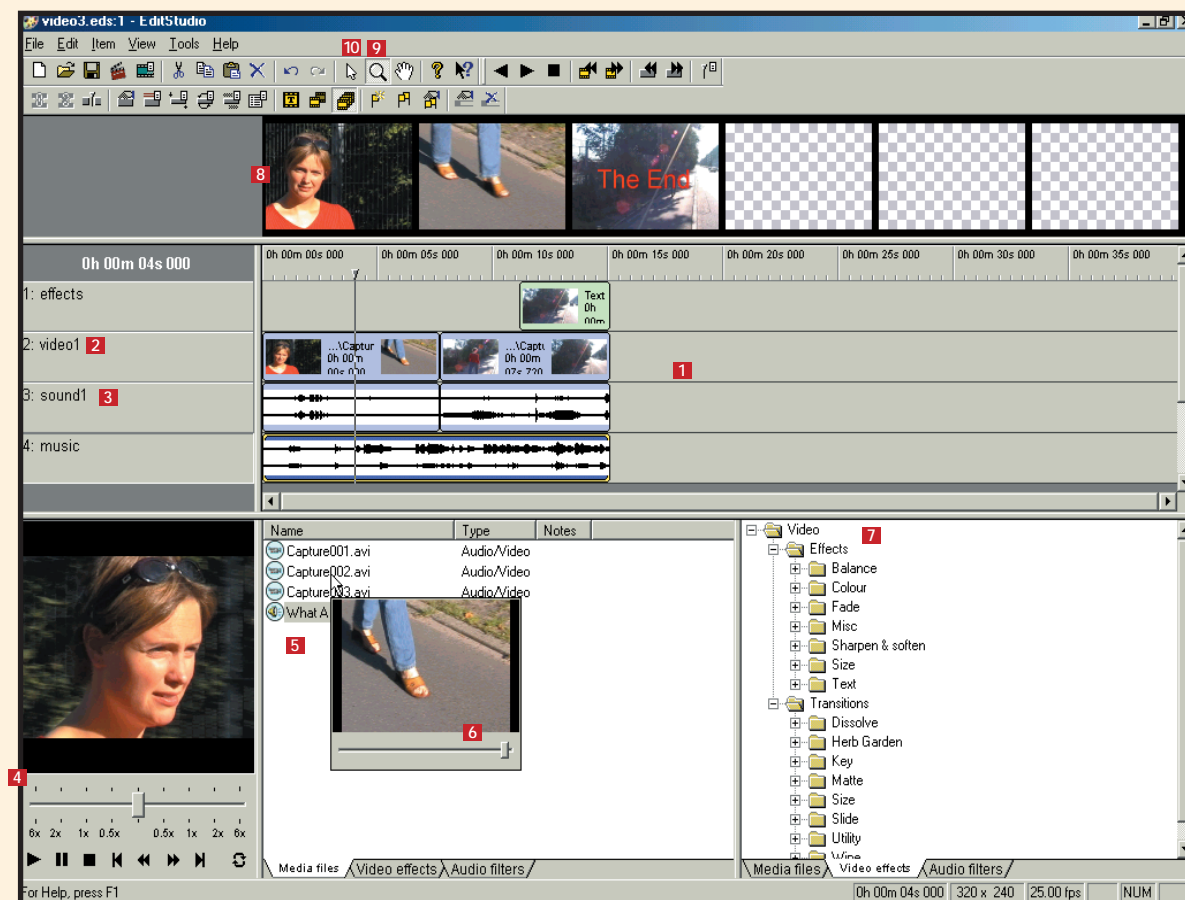 video3.eds:1 - EditStudio
File Edit Item View Tools Help
10 9
8
The End
0h 00m 04s 000
0h 00m 00s 000 0h 00m 05s 000 0h 00m 10s 000 0h 00m 15s 000 0h 00m 20s 000 0h 00m 25s 000 0h 00m 30s 000 0h 00m 35s 000
1: effects
Text
0h
00m
2: video1 2
...\Captur
0h 00m
00s 000
...\Captu
0h 00m
07s 720
1
3: sound1 3
4: music
Name Type Notes
Capture001.avi Audio/Video
Capture002.avi Audio/Video
Capture003.avi Audio/Video
What A
5
6
Video 7
Effects
Balance
Colour
Fade
Misc
Sharpen & soften
Size
Text
Transitions
Dissolve
Herb Garden
Key
Matte
Size
Slide
Utility
Wipe
4
6x 2x 1x 0.5x 0.5x 1x 2x 6x
Media files Video effects Audio filters
Media files Video effects Audio filters
For Help, press F1
0h 00m 04s 000 320 x 240 25.00 fps NUM